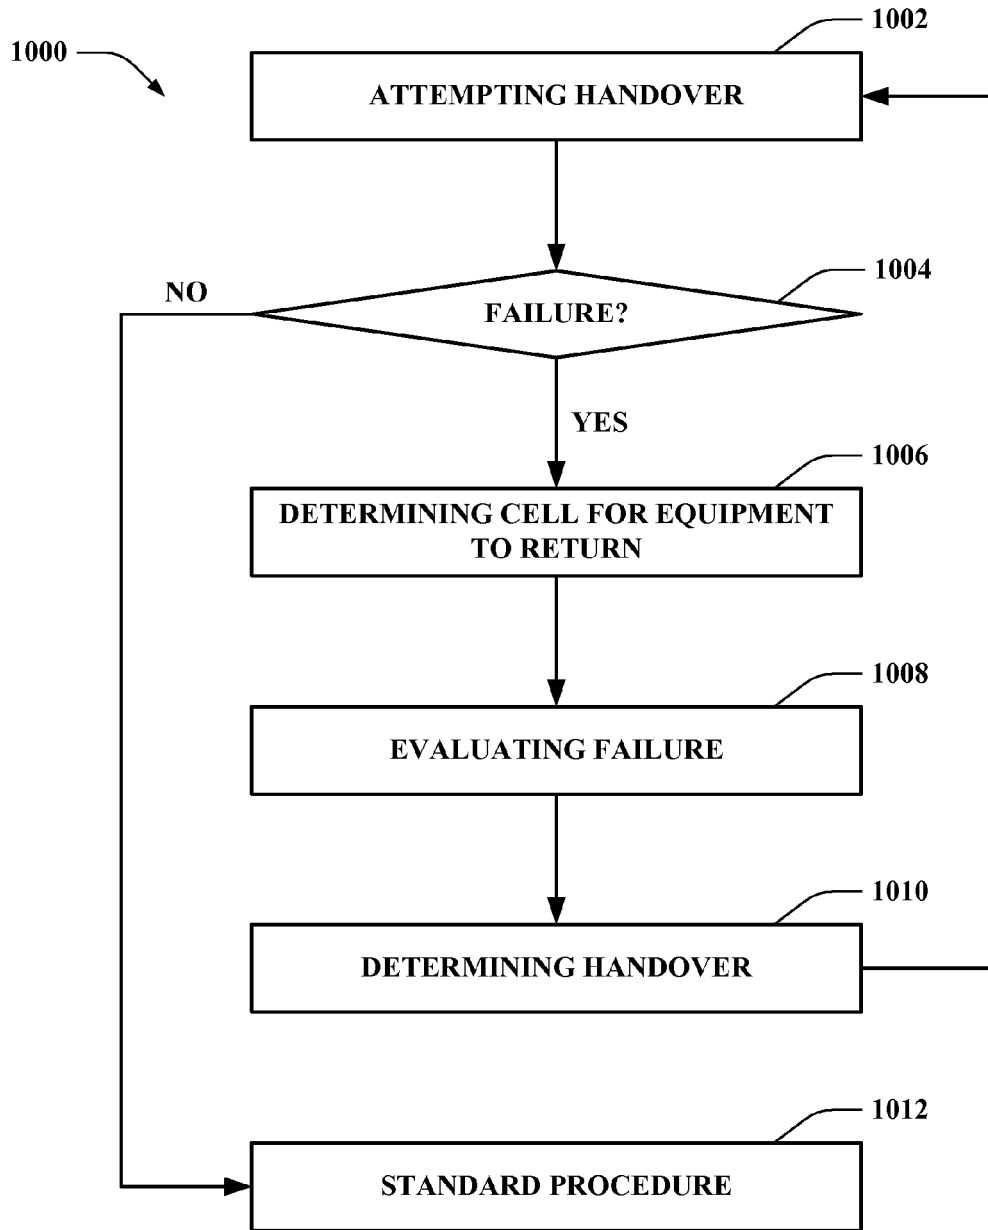 1002
1000
ATTEMPTING HANDOVER
1004
NO
FAILURE?
YES
1006
DETERMINING CELL FOR EQUIPMENT
TO RETURN
1008
EVALUATING FAILURE
1010
DETERMINING HANDOVER
1012
STANDARD PROCEDURE